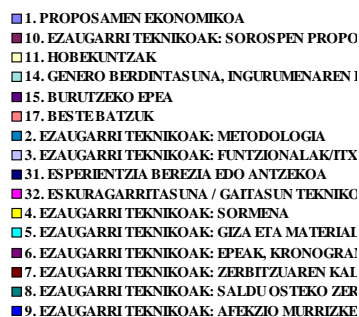 1. PROPOSAMEN EKONOMIKOA
10. EZAUGARRI TEKNIKOAK: SOROSPEN PROPO
11. HOBEKUNTZAK
14. GENERO BERDINTASUNA, INGURUMENAREN
15. BURUTZEKO EPEA
17. BESTE BATZUK
2. EZAUGARRI TEKNIKOAK: METODOLOGIA
3. EZAUGARRI TEKNIKOAK: FUNTZIONALAK/ITX
31. ESPERIENTZIA BEREZIA EDO ANTZEKOA
32. ESKURAGARRITASUNA / GAITASUN TEKNIKO
4. EZAUGARRI TEKNIKOAK: SORMENA
5. EZAUGARRI TEKNIKOAK: GIZA ETA MATERIAL
6. EZAUGARRI TEKNIKOAK: EPEAK, KRONOGRAM
7. EZAUGARRI TEKNIKOAK: ZERBITZUAREN KAL
8. EZAUGARRI TEKNIKOAK: SALDU OSTEKO ZER
9. EZAUGARRI TEKNIKOAK: AFEKZIO MURRIZKE